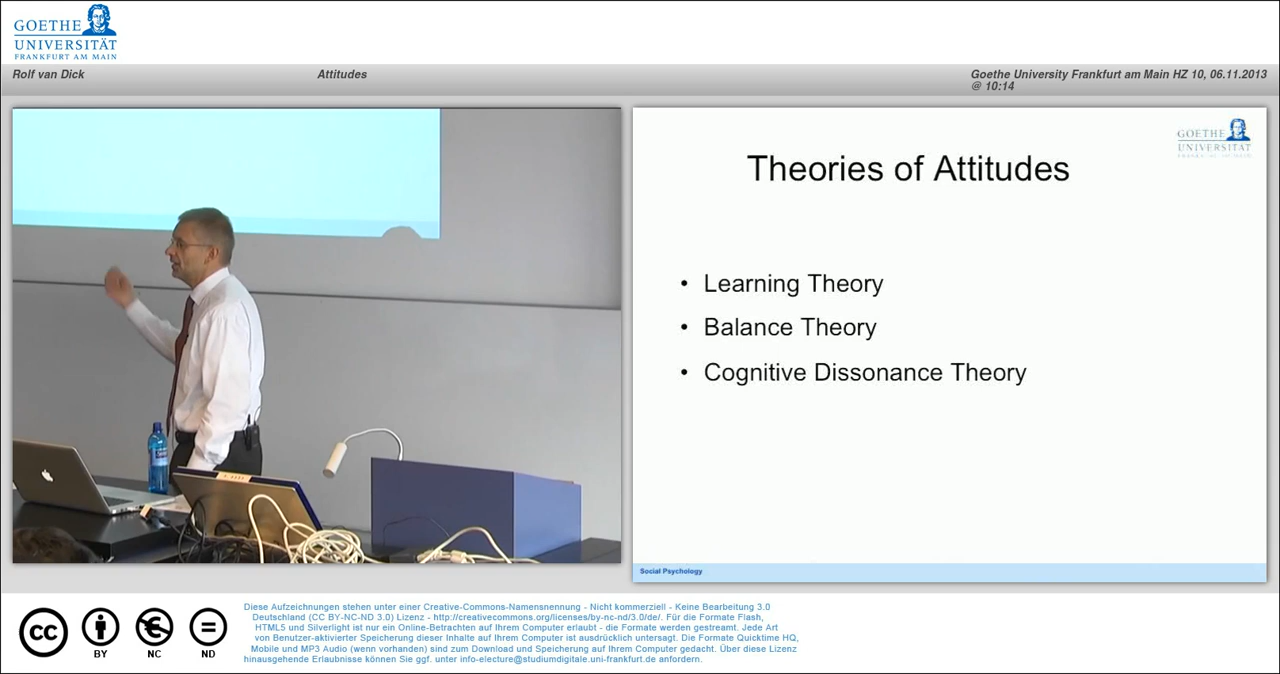 GOETHE
UNIVERSITÄT
FRANKFURT AM MAIN
Rolf van Dick
Attitudes
Goethe University Frankfurt am Main HZ 10, 06.11.2013
@ 10:14
GOETHE
UNIVERSITÄT
Theories of Attitudes
• Learning Theory
• Balance Theory
• Cognitive Dissonance Theory
Social Psychology
cc
BY
NC
ND
Diese Aufzeichnungen stehen unter einer Creative-Commons-Namensnennung - Nicht kommerziell - Keine Bearbeitung 3.0
Deutschland (CC BY-NC-ND 3.0) Lizenz - http://creativecommons.org/licenses/by-nc-nd/3.0/de/. Für die Formate Flash,
HTML5 und Silverlight ist nur ein Online-Betrachten auf Ihrem Computer erlaubt - die Formate werden gestreamt. Jede Art
von Benutzer-aktivierter Speicherung dieser Inhalte auf Ihrem Computer ist ausdrücklich untersagt. Die Formate Quicktime HQ,
Mobile und MP3 Audio (wenn vorhanden) sind zum Download und Speicherung auf Ihrem Computer gedacht. Über diese Lizenz
hinausgehende Erlaubnisse können Sie ggf. unter info-electure@studiumdigitale.uni-frankfurt.de anfordern.